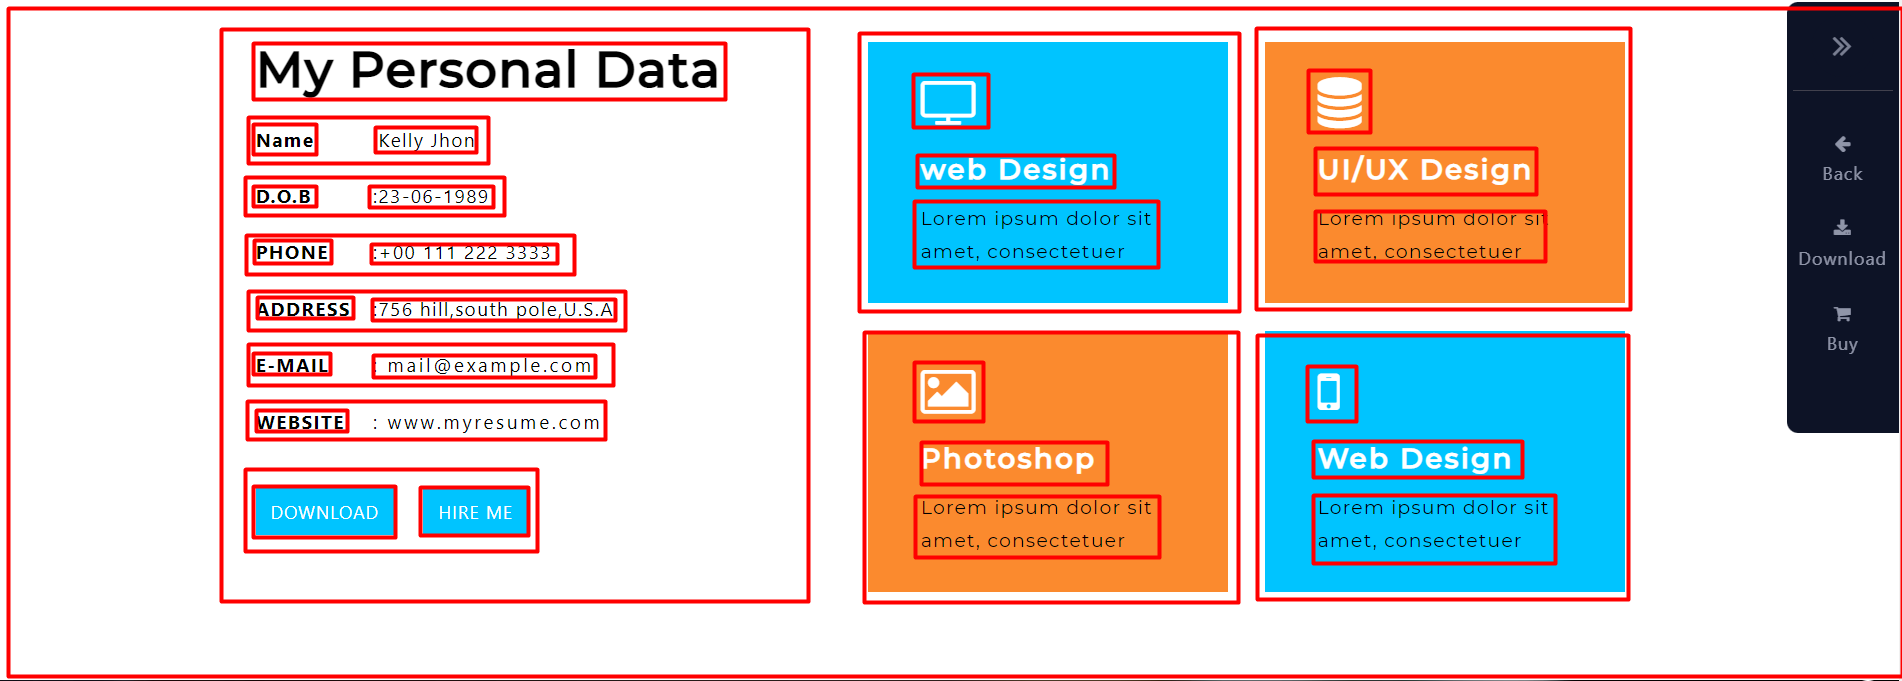 My Personal Data
Name Kelly Jhon
D.O.B :23-06-1989
PHONE :+00 111 222 3333
ADDRESS :756 hill,south pole,U.S.A
E-MAIL : mail@example.com
WEBSITE : www.myresume.com
DOWNLOAD HIRE ME
web Design
Lorem ipsum dolor sit
amet, consectetuer
UI/UX Design
Lorem ipsum dolor sit
amet, consectetuer
Photoshop
Lorem ipsum dolor sit
amet, consectetuer
Web Design
Lorem ipsum dolor sit
amet, consectetuer
Back
Download
Buy